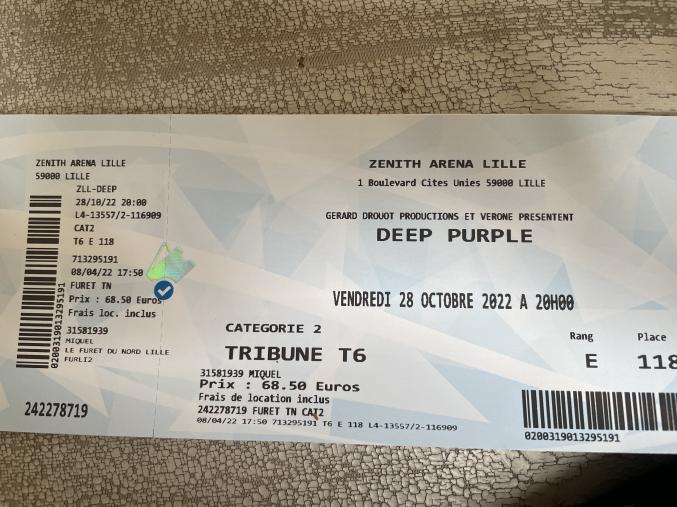 ZENITH ARENA LILLE
59000 LILLE
ZLL-DEEP
28/10/22 20:00
L4-13557/2-116909
CAT2
T6 E 118
713295191
08/04/22 17:50
FURET TN
Prix : 68.50 Euros
Frais loc. inclus
31581939
MIQUEL
LE FURET DU NORD LILLE
FURLI2
0200319013295191
242278719
ZENITH ARENA LILLE
1 Boulevard Cites Unies 59000 LILLE
GERARD DROUOT PRODUCTIONS ET VERONE PRESENTENT
DEEP PURPLE
VENDREDI 28 OCTOBRE 2022 A 20H00
CATEGORIE 2
TRIBUNE T6
Rang Place
E 118
31581939 MIQUEL
Prix : 68.50 Euros
Frais de location inclus
242278719 FURET TN CAT2
08/04/22 17:50 713295191 T6 E 118 L4-13557/2-116909
0200319013295191